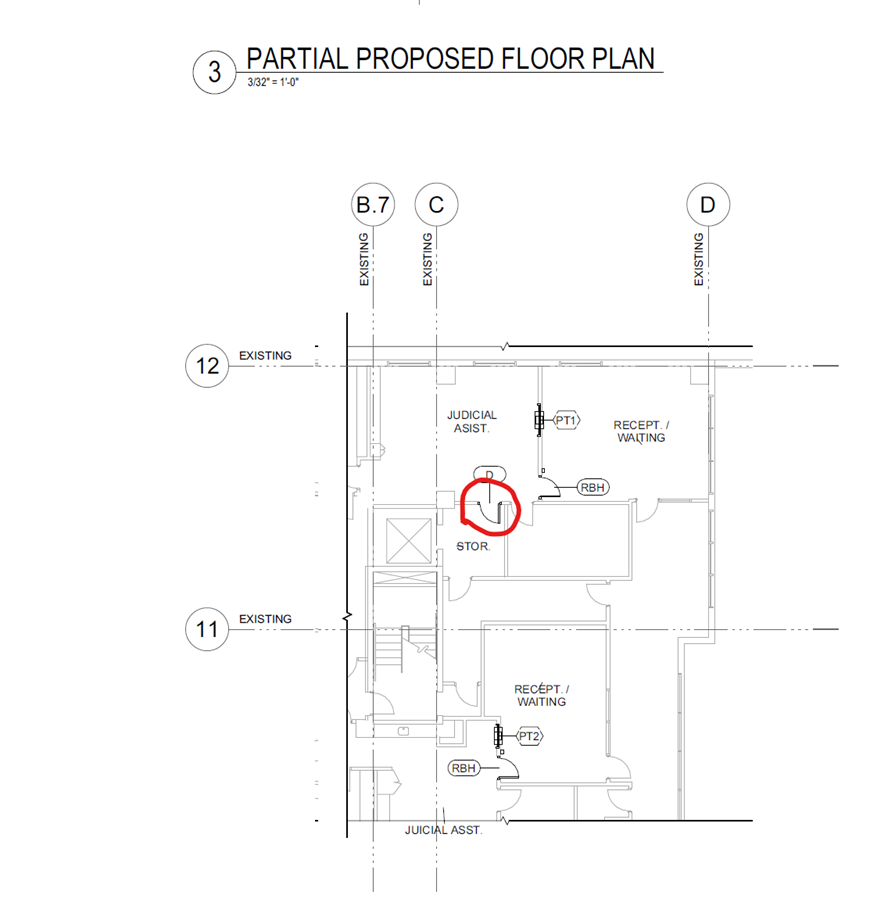 3
PARTIAL PROPOSED FLOOR PLAN
3/32" = 1'-0"
B.7
C
D
EXISTING
EXISTING
EXISTING
12
EXISTING
JUDICIAL
ASIST.
PT1
RECEPT. /
WAITING
D
RBH
STOR.
11
EXISTING
RECEPT. /
WAITING
PT2
RBH
JUICIAL ASST.